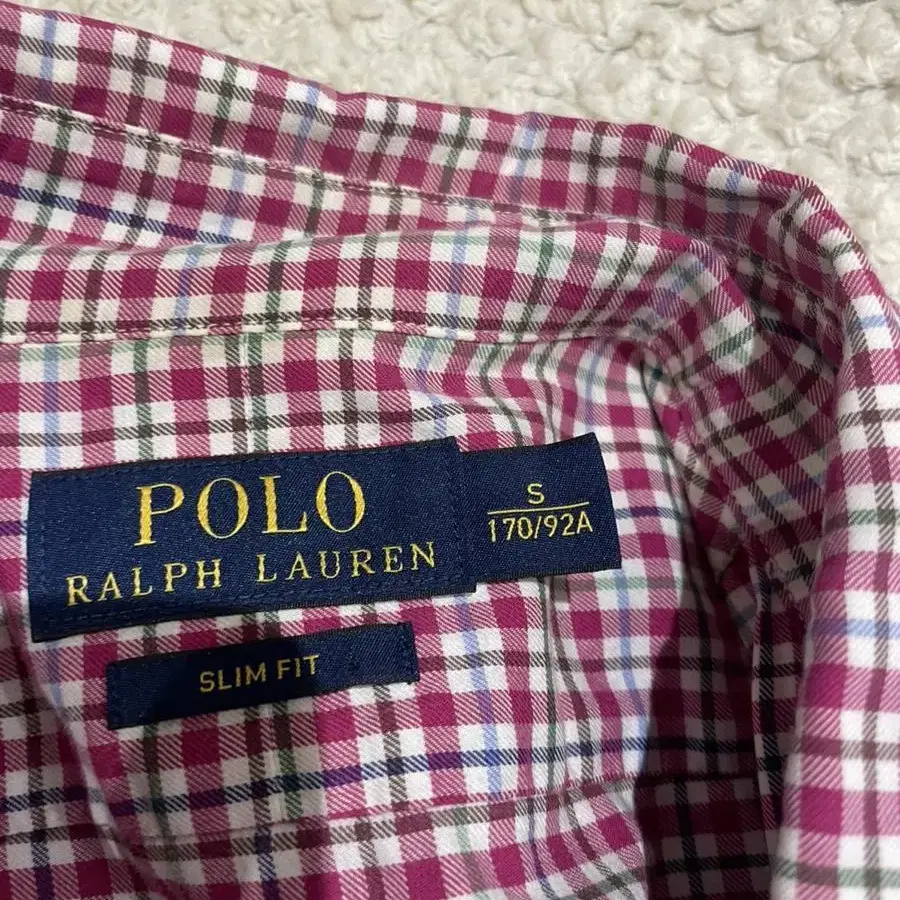 POLO
RALPH LAUREN
S
170/92A
SLIM FIT